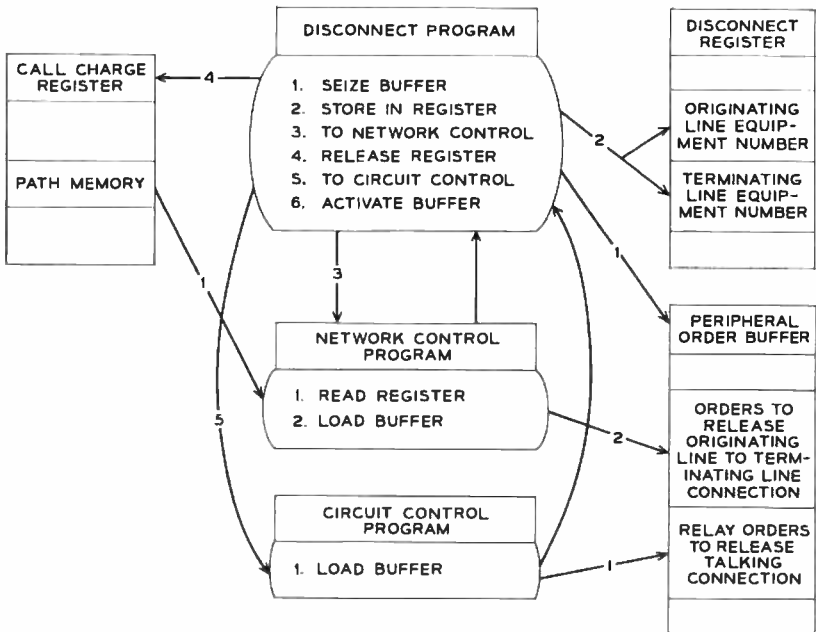 DISCONNECT PROGRAM
1. SEIZE BUFFER
2. STORE IN REGISTER
3. TO NETWORK CONTROL
4. RELEASE REGISTER
5. TO CIRCUIT CONTROL
6. ACTIVATE BUFFER
CALL CHARGE
REGISTER
PATH MEMORY
4
1
5
3
2
1
DISCONNECT
REGISTER
ORIGINATING
LINE EQUIP-
MENT NUMBER
TERMINATING
LINE EQUIP-
MENT NUMBER
NETWORK CONTROL
PROGRAM
1. READ REGISTER
2. LOAD BUFFER
2
CIRCUIT CONTROL
PROGRAM
1. LOAD BUFFER
1
PERIPHERAL
ORDER BUFFER
ORDERS TO
RELEASE
ORIGINATING
LINE TO TERM-
INATING LINE
CONNECTION
RELAY ORDERS
TO RELEASE
TALKING
CONNECTION